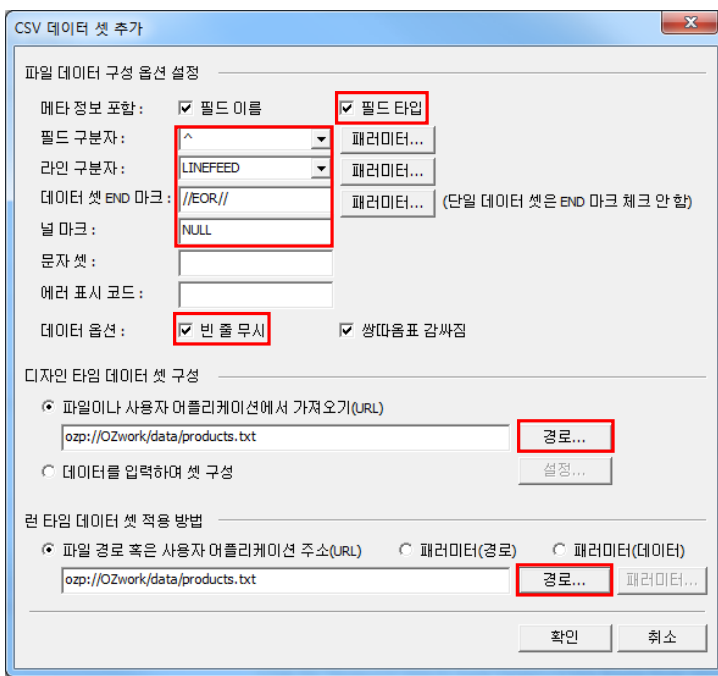 CSV 데이터 셋 추가
파일 데이터 구성 옵션 설정
메타 정보 포함 : 필드 이름 필드 타입
필드 구분자 : ^ 패러미터...
라인 구분자 : LINEFEED 패러미터...
데이터 셋 END 마크 : //EOR// 패러미터... (단일 데이터 셋은 END 마크 체크 안 함)
널 마크 : NULL
문자 셋 :
에러 표시 코드 :
데이터 옵션 : 빈 줄 무시 쌍따옴표 감싸짐
디자인 타임 데이터 셋 구성
파일이나 사용자 어플리케이션에서 가져오기(URL)
ozp://OZwork/data/products.txt 경로...
데이터를 입력하여 셋 구성 설정...
런 타임 데이터 셋 적용 방법
파일 경로 혹은 사용자 어플리케이션 주소(URL) 패러미터(경로) 패러미터(데이터)
ozp://OZwork/data/products.txt 경로... 패러미터...
확인 취소